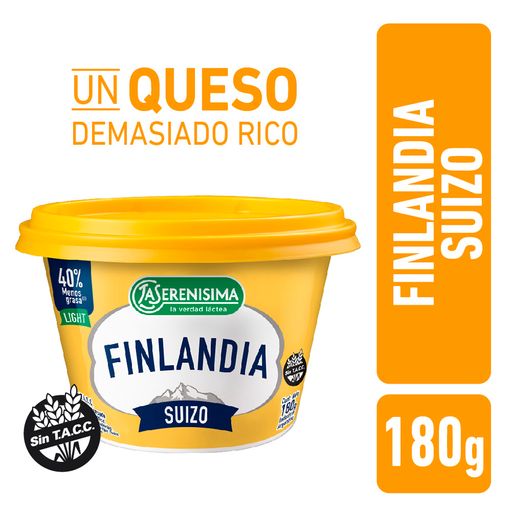 UN QUESO
DEMASIADO RICO
40%
Menos
grasa
LIGHT
LA SERENISIMA
la verdad láctea
FINLANDIA
SUIZO
Sin T.A.C.C.
Sin T.A.C.C.
FINLANDIA
SUIZO
180g